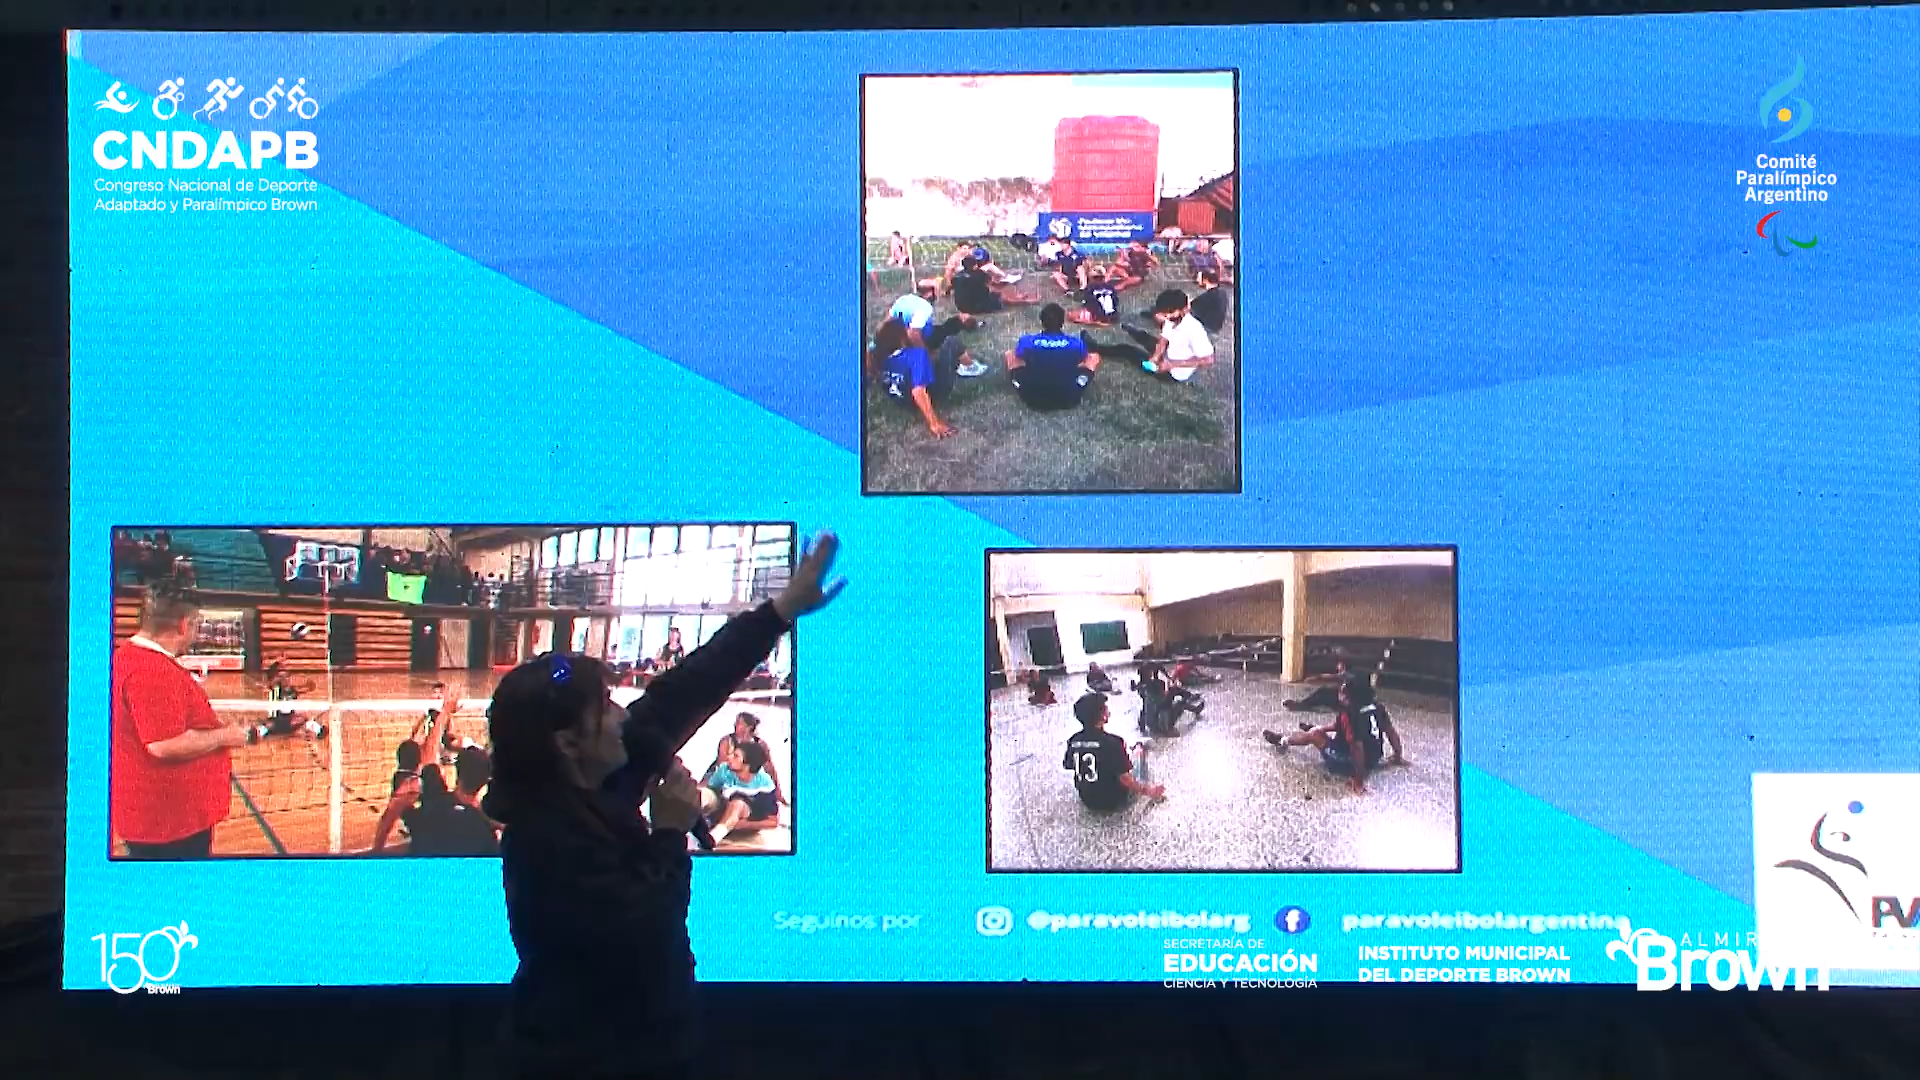 CNDAPB
Congreso Nacional de Deporte
Adaptado y Paralímpico Brown
Comité
Paralímpico
Argentino
13
Seguinos por @paravoleibolarg paravoleibolargentina
150
Brown
SECRETARÍA DE
EDUCACIÓN
CIENCIA Y TECNOLOGÍA
INSTITUTO MUNICIPAL
DEL DEPORTE BROWN
Brown